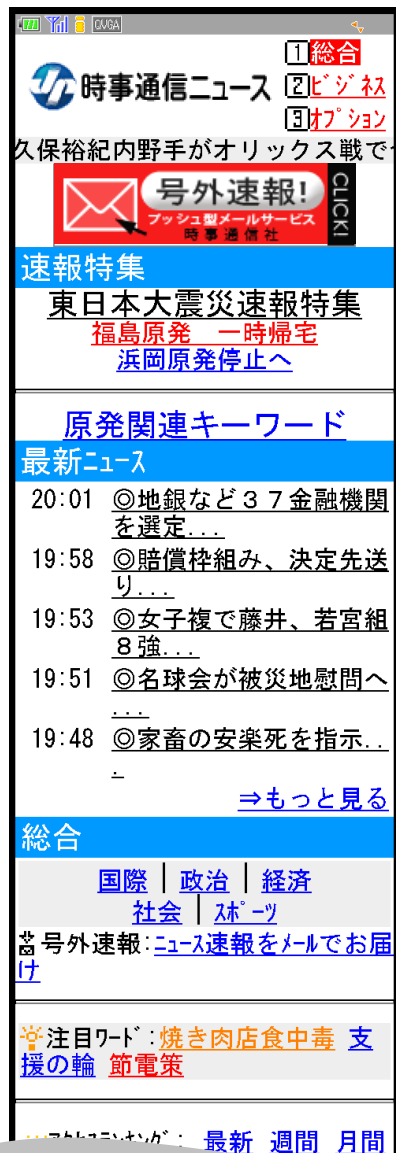 QVGA
1総合
時事通信ニュース
2ﾋﾞｼﾞﾈｽ
3ｵﾌﾟｼｮﾝ
久保裕紀内野手がオリックス戦で
号外速報!
プッシュ型メールサービス
時事通信社
CLICK!
速報特集
東日本大震災速報特集
福島原発　一時帰宅
浜岡原発停止へ
原発関連キーワード
最新ﾆｭｰｽ
20:01 ◎地銀など３７金融機関
を選定...
19:58 ◎賠償枠組み、決定先送
り...
19:53 ◎女子複で藤井、若宮組
８強...
19:51 ◎名球会が被災地慰問へ
...
19:48 ◎家畜の安楽死を指示..
.
⇒もっと見る
総合
国際 | 政治 | 経済
社会 | ｽﾎﾟｰﾂ
号外速報:ﾆｭｰｽ速報をﾒｰﾙでお届
け
注目ﾜｰﾄﾞ:焼き肉店食中毒 支
援の輪 節電策
ｱｸｾｽﾗﾝｷﾝｸﾞ: 最新 週間 月間